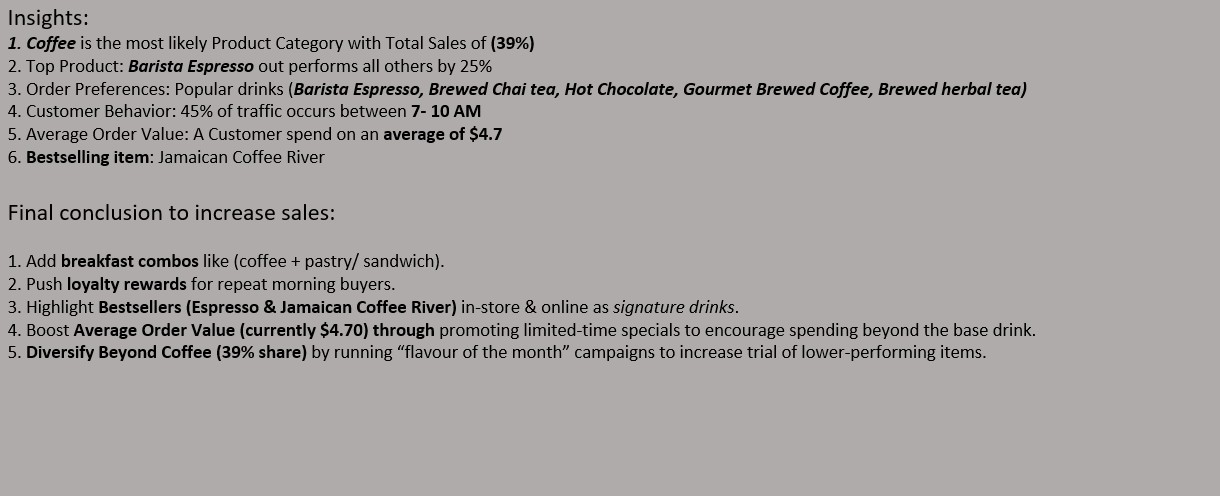 Insights:
1. Coffee is the most likely Product Category with Total Sales of (39%)
2. Top Product: Barista Espresso out performs all others by 25%
3. Order Preferences: Popular drinks (Barista Espresso, Brewed Chai tea, Hot Chocolate, Gourmet Brewed Coffee, Brewed herbal tea)
4. Customer Behavior: 45% of traffic occurs between 7- 10 AM
5. Average Order Value: A Customer spend on an average of $4.7
6. Bestselling item: Jamaican Coffee River
Final conclusion to increase sales:
1. Add breakfast combos like (coffee + pastry/ sandwich).
2. Push loyalty rewards for repeat morning buyers.
3. Highlight Bestsellers (Espresso & Jamaican Coffee River) in-store & online as signature drinks.
4. Boost Average Order Value (currently $4.70) through promoting limited-time specials to encourage spending beyond the base drink.
5. Diversify Beyond Coffee (39% share) by running “flavour of the month” campaigns to increase trial of lower-performing items.